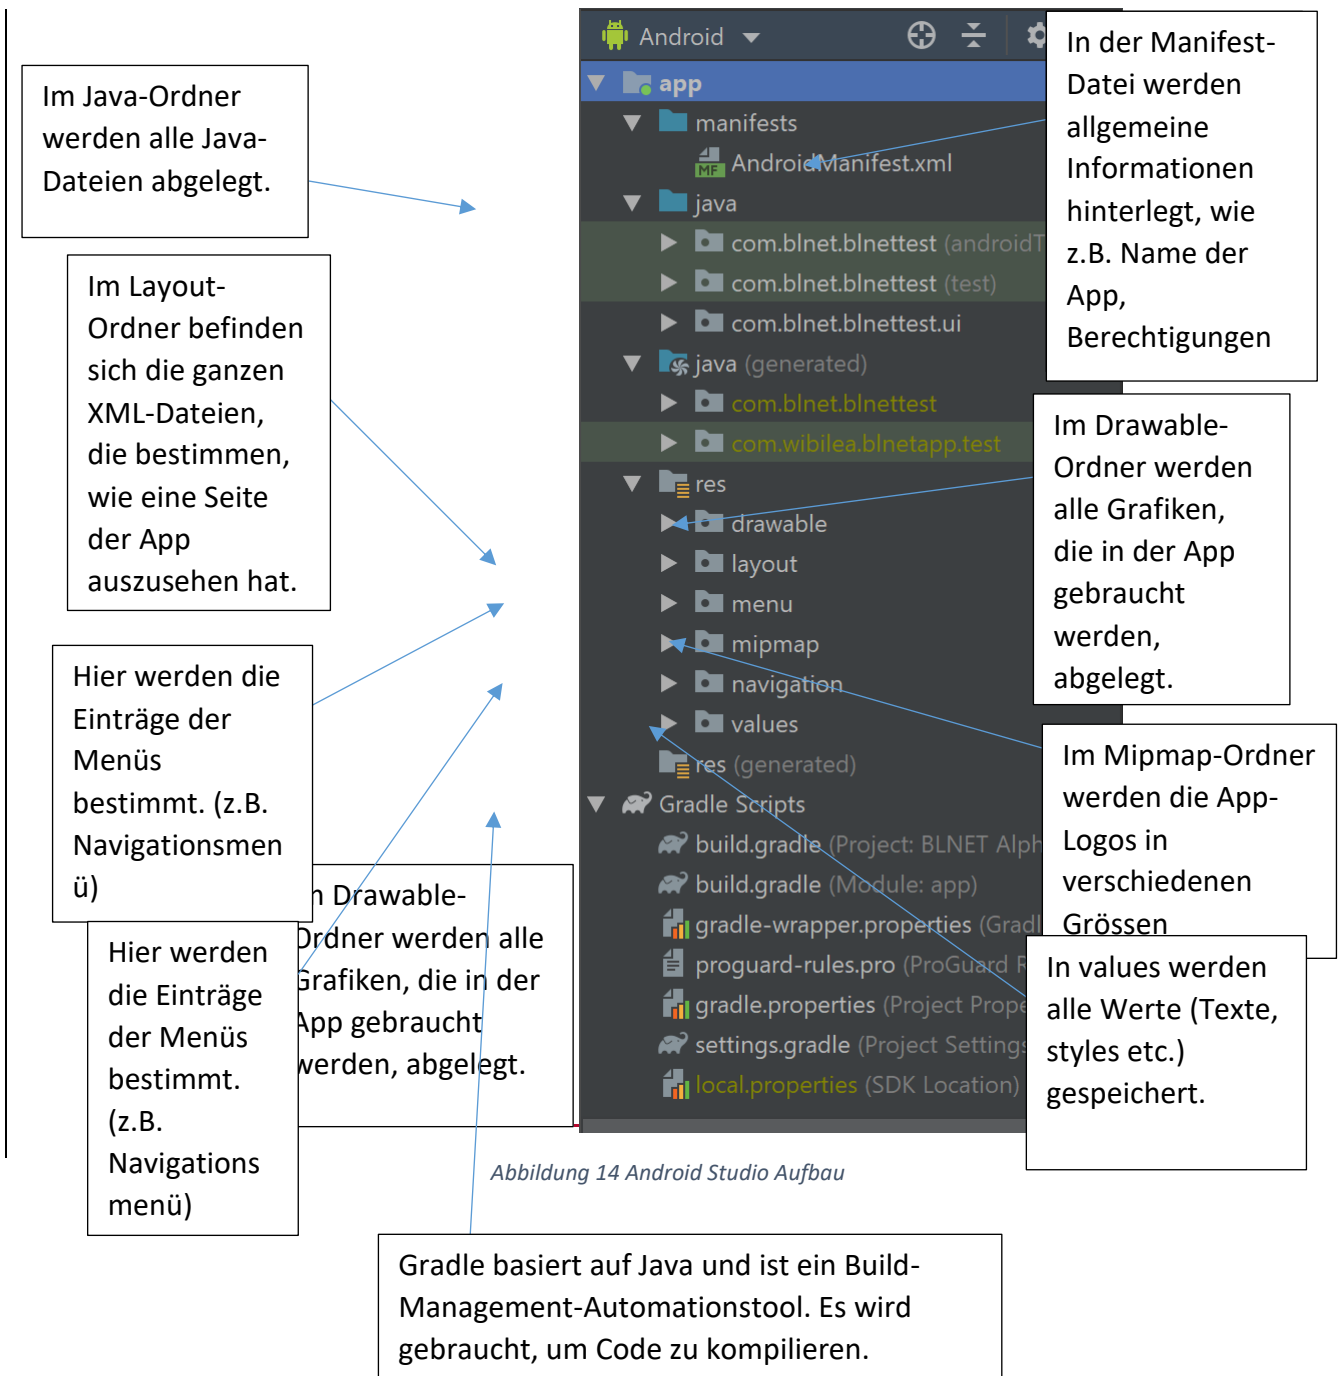 Im Java-Ordner
werden alle Java-
Dateien abgelegt.
Im Layout-
Ordner befinden
sich die ganzen
XML-Dateien,
die bestimmen,
wie eine Seite
der App
auszusehen hat.
Hier werden die
Einträge der
Menüs
bestimmt. (z.B.
Navigationsmen
ü)
Drawable-
Ordner werden alle
Grafiken, die in der
App gebraucht
werden, abgelegt.
Hier werden
die Einträge
der Menüs
bestimmt.
(z.B.
Navigations
menü)
Android
app
manifests
AndroidManifest.xml
java
com.blnet.blnettest (androidT
com.blnet.blnettest (test)
com.blnet.blnettest.ui
java (generated)
com.blnet.blnettest
com.wibilea.blnetapp.test
res
drawable
layout
menu
mipmap
navigation
values
res (generated)
Gradle Scripts
build.gradle (Project: BLNET Alph
build.gradle (Module: app)
gradle-wrapper.properties (Gradl
proguard-rules.pro (ProGuard R
gradle.properties (Project Prope
settings.gradle (Project Settings
local.properties (SDK Location)
In der Manifest-
Datei werden
allgemeine
Informationen
hinterlegt, wie
z.B. Name der
App,
Berechtigungen
Im Drawable-
Ordner werden
alle Grafiken,
die in der App
gebraucht
werden,
abgelegt.
Im Mipmap-Ordner
werden die App-
Logos in
verschiedenen
Grössen
In values werden
alle Werte (Texte,
styles etc.)
gespeichert.
Abbildung 14 Android Studio Aufbau
Gradle basiert auf Java und ist ein Build-
Management-Automationstool. Es wird
gebraucht, um Code zu kompilieren.